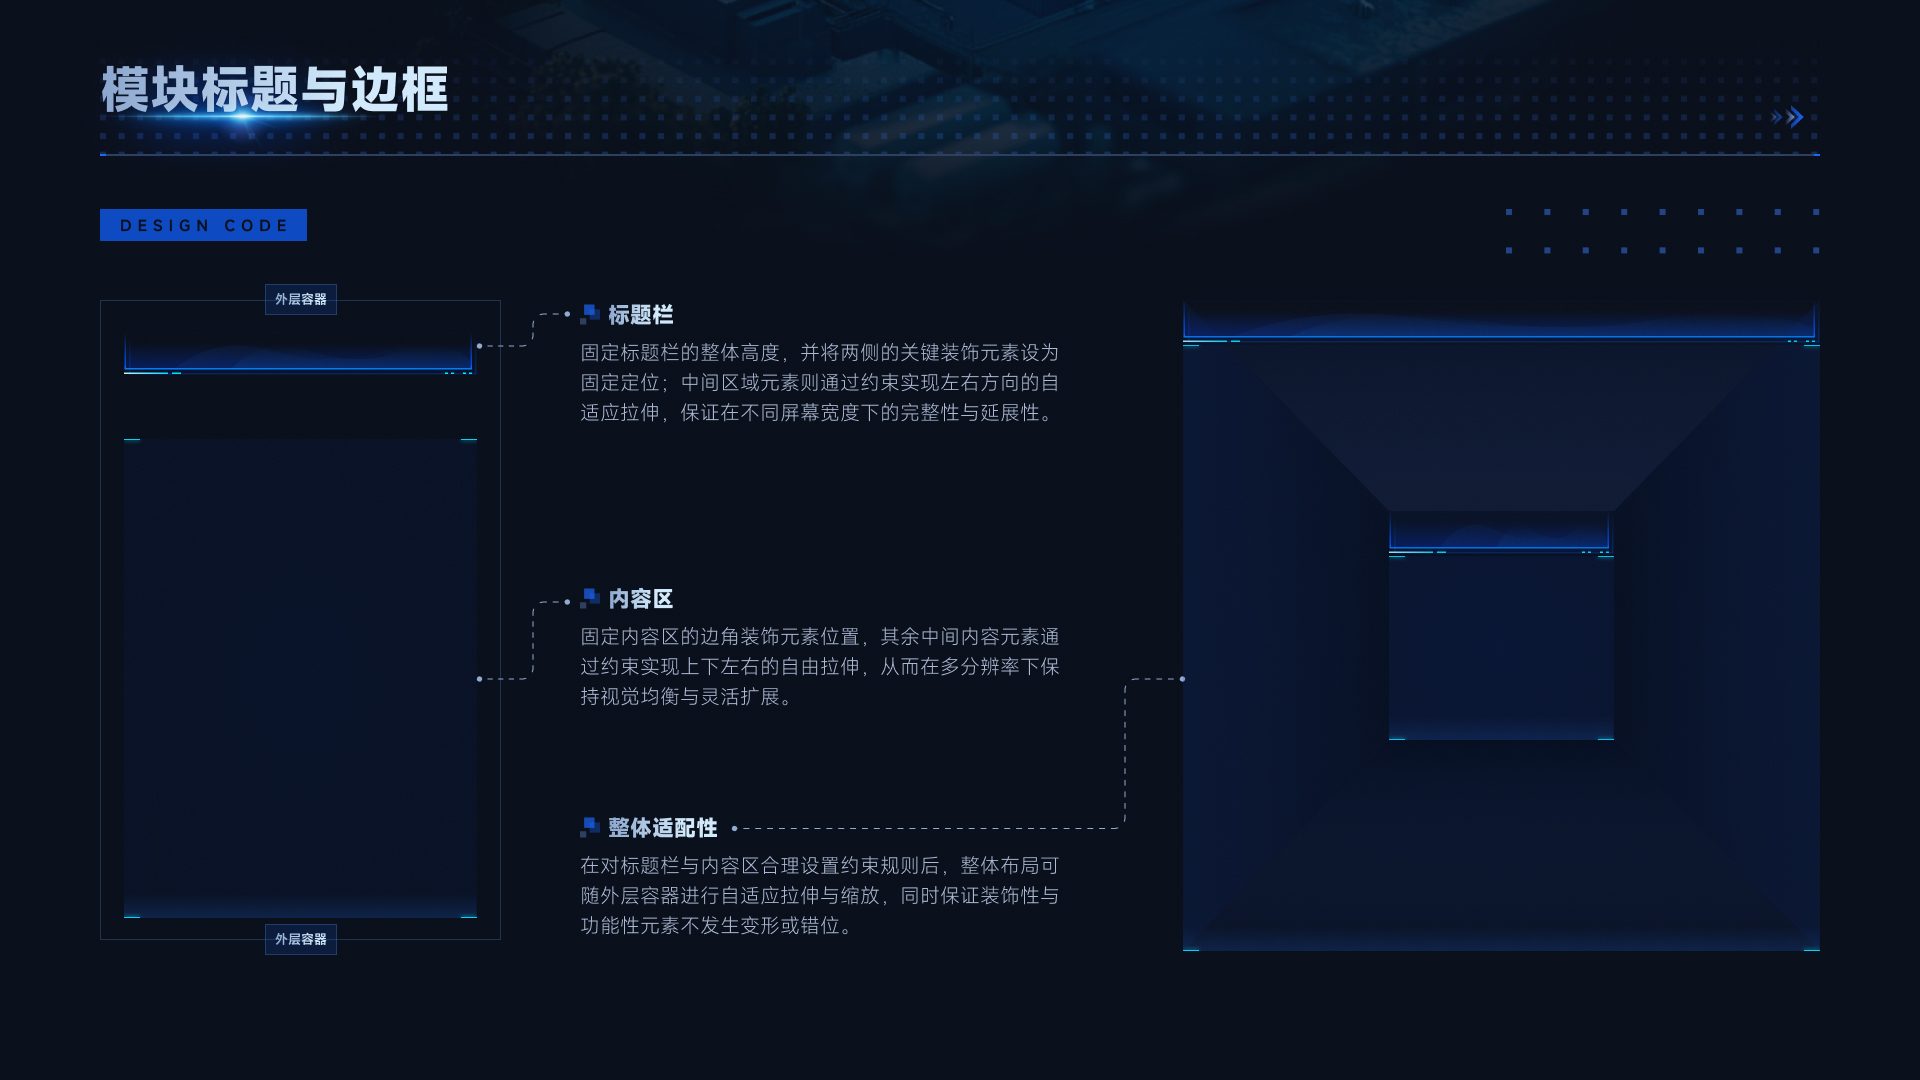 模块标题与边框
DESIGN CODE
外层容器
标题栏
固定标题栏的整体高度，并将两侧的关键装饰元素设为
固定定位；中间区域元素则通过约束实现左右方向的自
适应拉伸，保证在不同屏幕宽度下的完整性与延展性。
内容区
固定内容区的边角装饰元素位置，其余中间内容元素通
过约束实现上下左右的自由拉伸，从而在多分辨率下保
持视觉均衡与灵活扩展。
整体适配性
在对标题栏与内容区合理设置约束规则后，整体布局可
随外层容器进行自适应拉伸与缩放，同时保证装饰性与
功能性元素不发生变形或错位。
外层容器